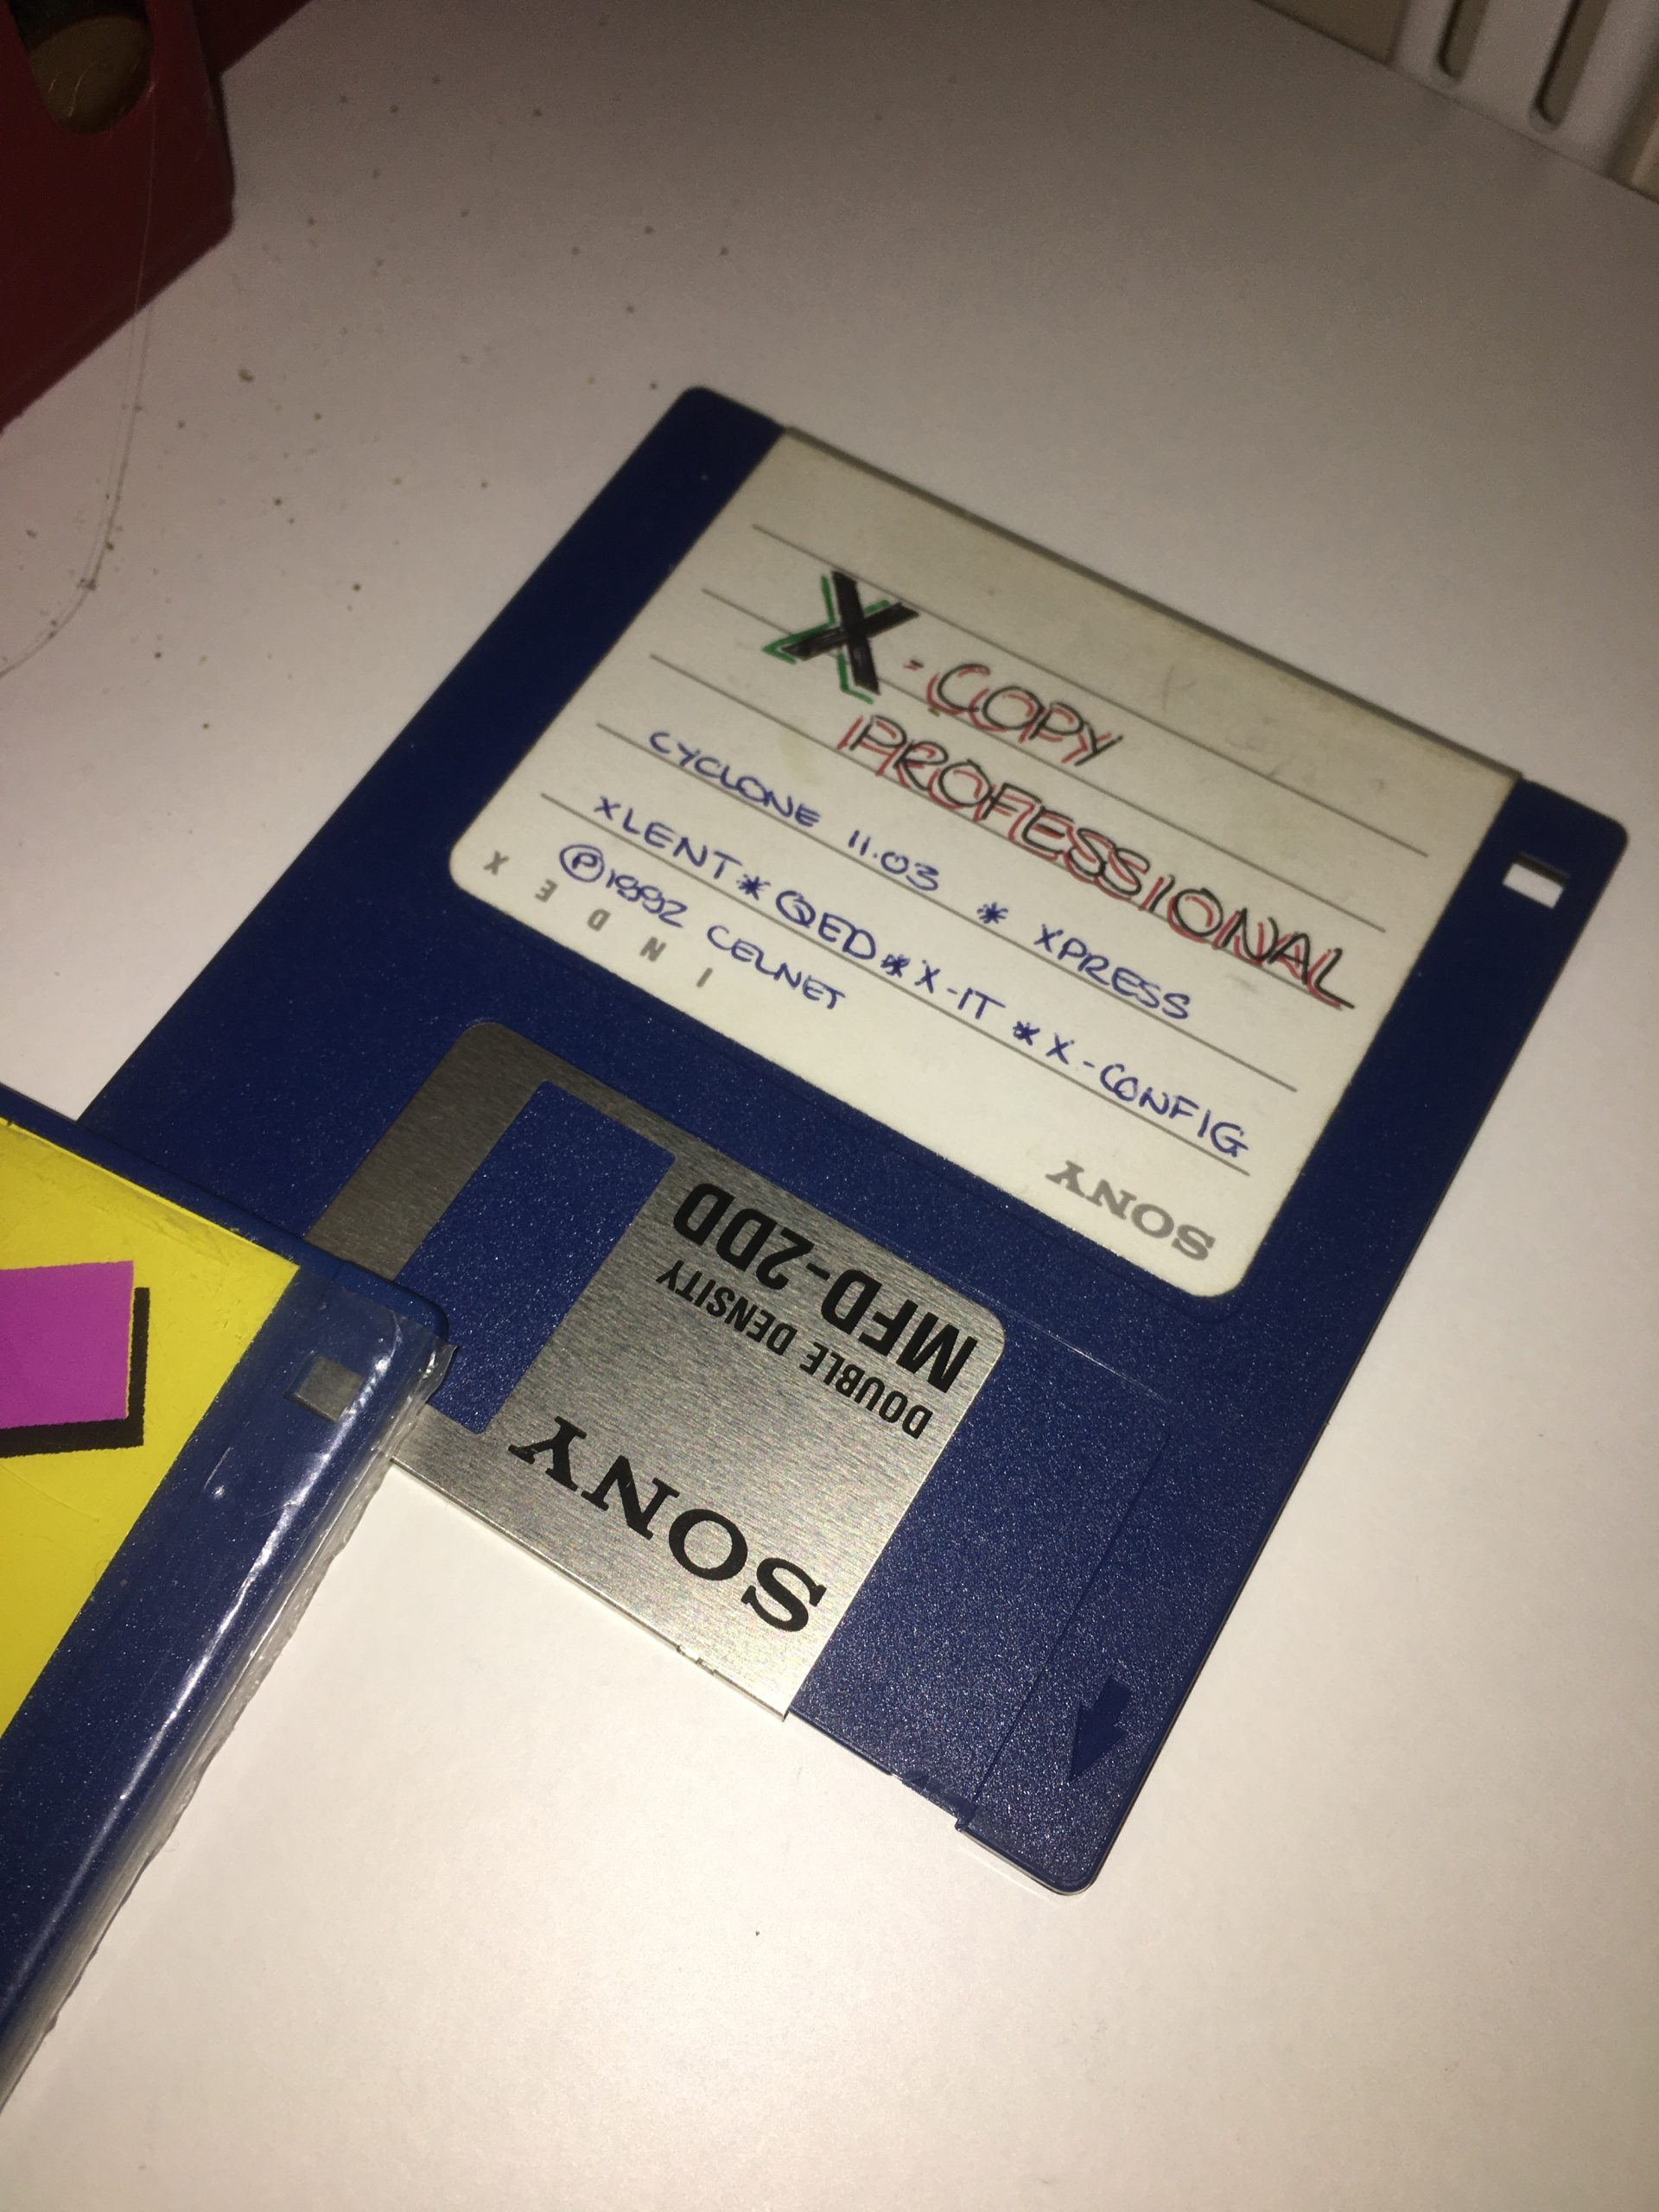 X-COPY
PROFESSIONAL
CYCLONE 11.03 * XPRESS
XLENT * QED * X-IT * X-CONFIG
Ⓟ1992 CELNET
INDEX
SONY
MFD-2DD
DOUBLE DENSITY
SONY